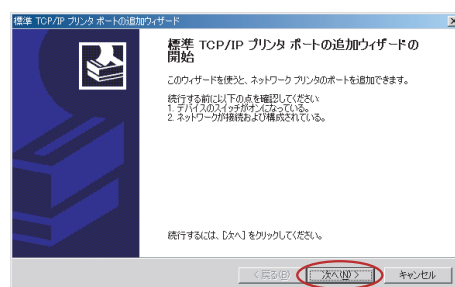 標準 TCP/IP プリンタ ポートの追加ウィザード
標準 TCP/IP プリンタ ポートの追加ウィザードの
開始
このウィザードを使うと、ネットワーク プリンタのポートを追加できます。
続行する前に以下の点を確認してください:
1. デバイスのスイッチがオンになっている。
2. ネットワークが接続および構成されている。
続行するには、[次へ] をクリックしてください。
< 戻る(B) 次へ(N) > キャンセル